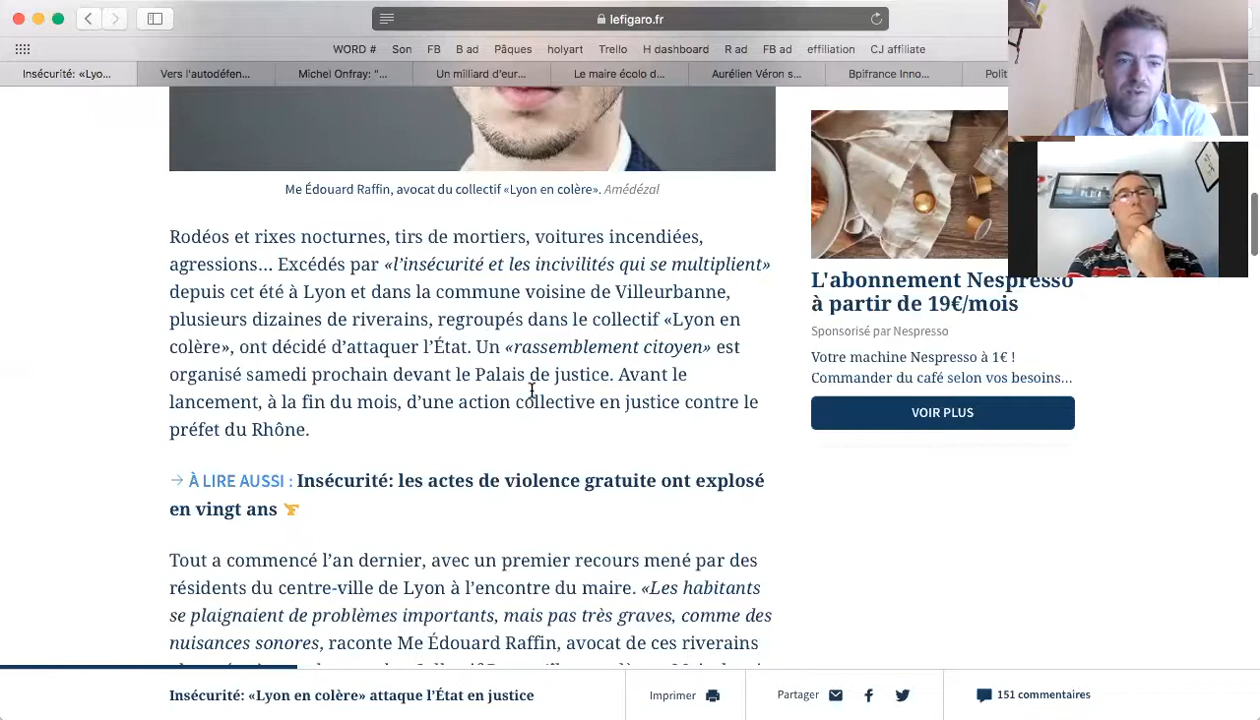 lefigaro.fr
WORD # Son FB B ad Pâques holyart Trello H dashboard R ad FB ad effiliation CJ affiliate
Insécurité: «Lyo... Vers l'autodéfen... Michel Onfray: "... Un milliard d'eur... Le maire écolo d... Aurélien Véron s... Bpifrance Inno... Polit
Me Édouard Raffin, avocat du collectif «Lyon en colère». Amédézal
Rodéos et rixes nocturnes, tirs de mortiers, voitures incendiées,
agressions... Excédés par «l'insécurité et les incivilités qui se multiplient»
depuis cet été à Lyon et dans la commune voisine de Villeurbanne,
plusieurs dizaines de riverains, regroupés dans le collectif «Lyon en
colère», ont décidé d'attaquer l'État. Un «rassemblement citoyen» est
organisé samedi prochain devant le Palais de justice. Avant le
lancement, à la fin du mois, d'une action collective en justice contre le
préfet du Rhône.
→ À LIRE AUSSI : Insécurité: les actes de violence gratuite ont explosé
en vingt ans
Tout a commencé l'an dernier, avec un premier recours mené par des
résidents du centre-ville de Lyon à l'encontre du maire. «Les habitants
se plaignaient de problèmes importants, mais pas très graves, comme des
nuisances sonores, raconte Me Édouard Raffin, avocat de ces riverains
L'abonnement Nespresso
à partir de 19€/mois
Sponsorisé par Nespresso
Votre machine Nespresso à 1€ !
Commander du café selon vos besoins...
VOIR PLUS
Insécurité: «Lyon en colère» attaque l'État en justice
Imprimer
Partager
151 commentaires